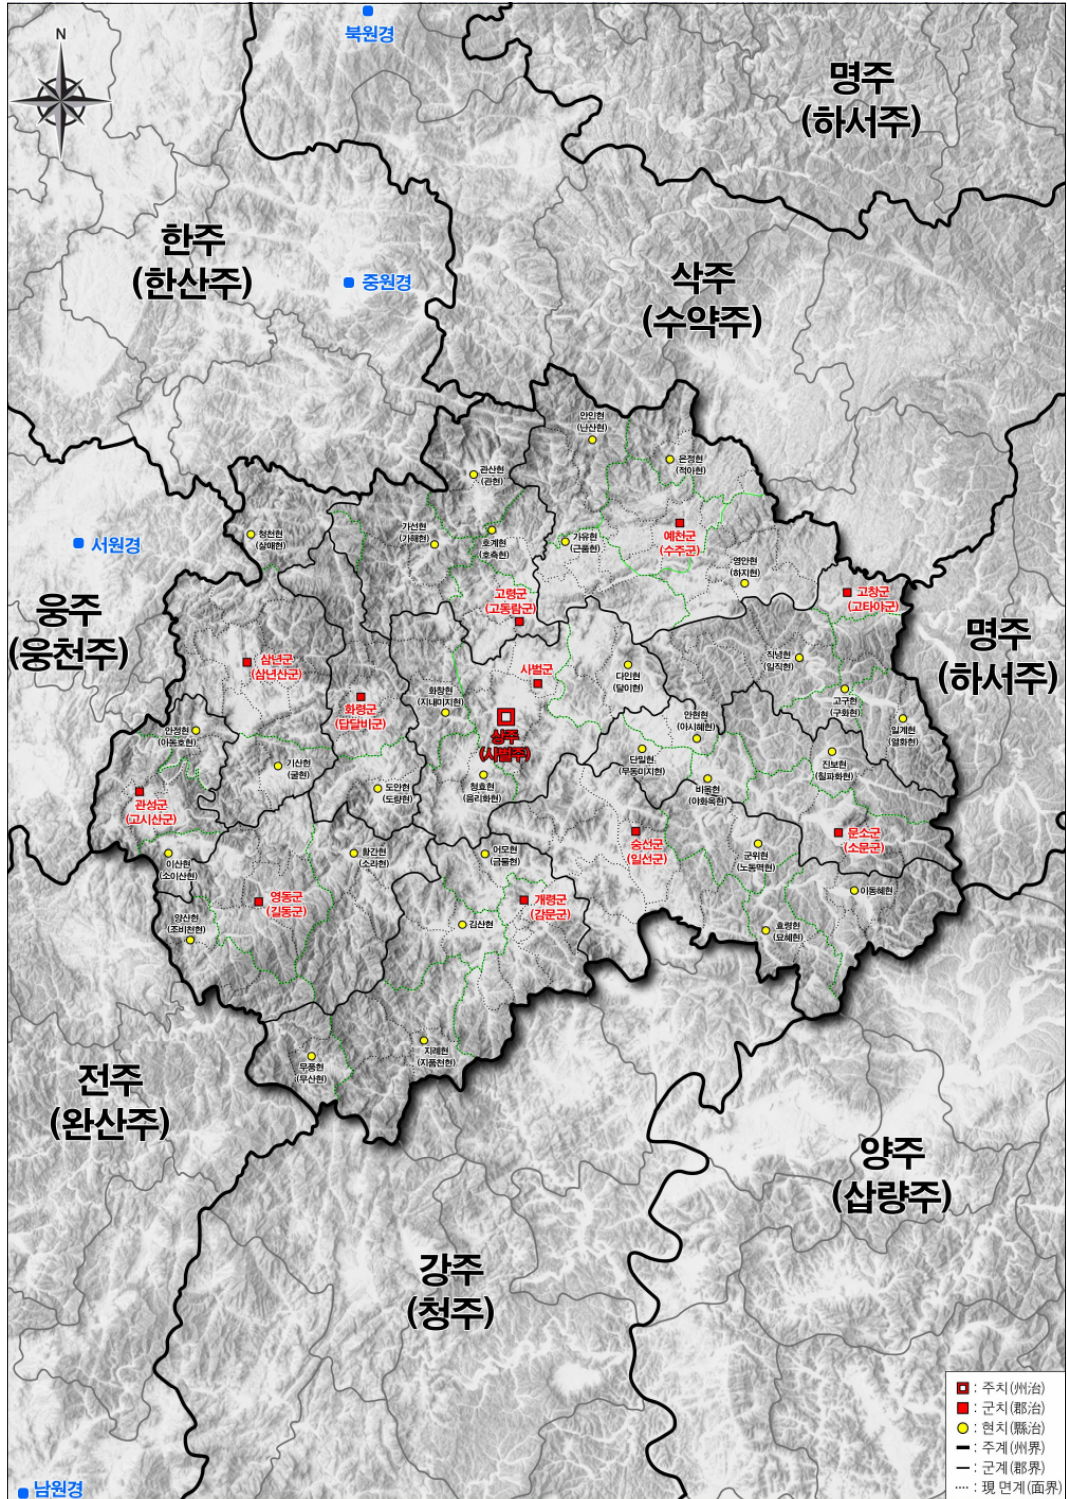 N
북원경
명주
(하서주)
한주
(한산주)
중원경
삭주
(수약주)
안인현
(난산현)
은정현
(적아현)
관산현
(관현)
청천현
(살매현)
가선현
(가해현)
호계현
(호측현)
가유현
(근품현)
예천군
(수주군)
영안현
(하지현)
서원경
고창군
(고타야군)
고령군
(고동람군)
웅주
(웅천주)
명주
(하서주)
삼년군
(삼년산군)
사벌군
다인현
(달이현)
직녕현
(일직현)
화령군
(답달비군)
화창현
(지내미지현)
고구현
(구화현)
상주
(사벌주)
안현현
(아시혜현)
일계현
(열혜현)
안정현
(아동호현)
기산현
(굴현)
단밀현
(무동미지현)
진보현
(칠파화현)
도안현
(도량현)
청효현
(음리화현)
비옥현
(아화옥현)
관성군
(고시산군)
숭선군
(일선군)
문소군
(소문군)
이산현
(소이산현)
황간현
(소라현)
어모현
(금물현)
군위현
(노동멱현)
영동군
(길동군)
개령군
(감문군)
이동혜현
양산현
(조비천현)
김산현
효령현
(모혜현)
무풍현
(무산현)
지례현
(지품천현)
전주
(완산주)
양주
(삽량주)
강주
(청주)
남원경
: 주치(州治)
: 군치(郡治)
: 현치(縣治)
: 주계(州界)
: 군계(郡界)
: 現 면계(面界)